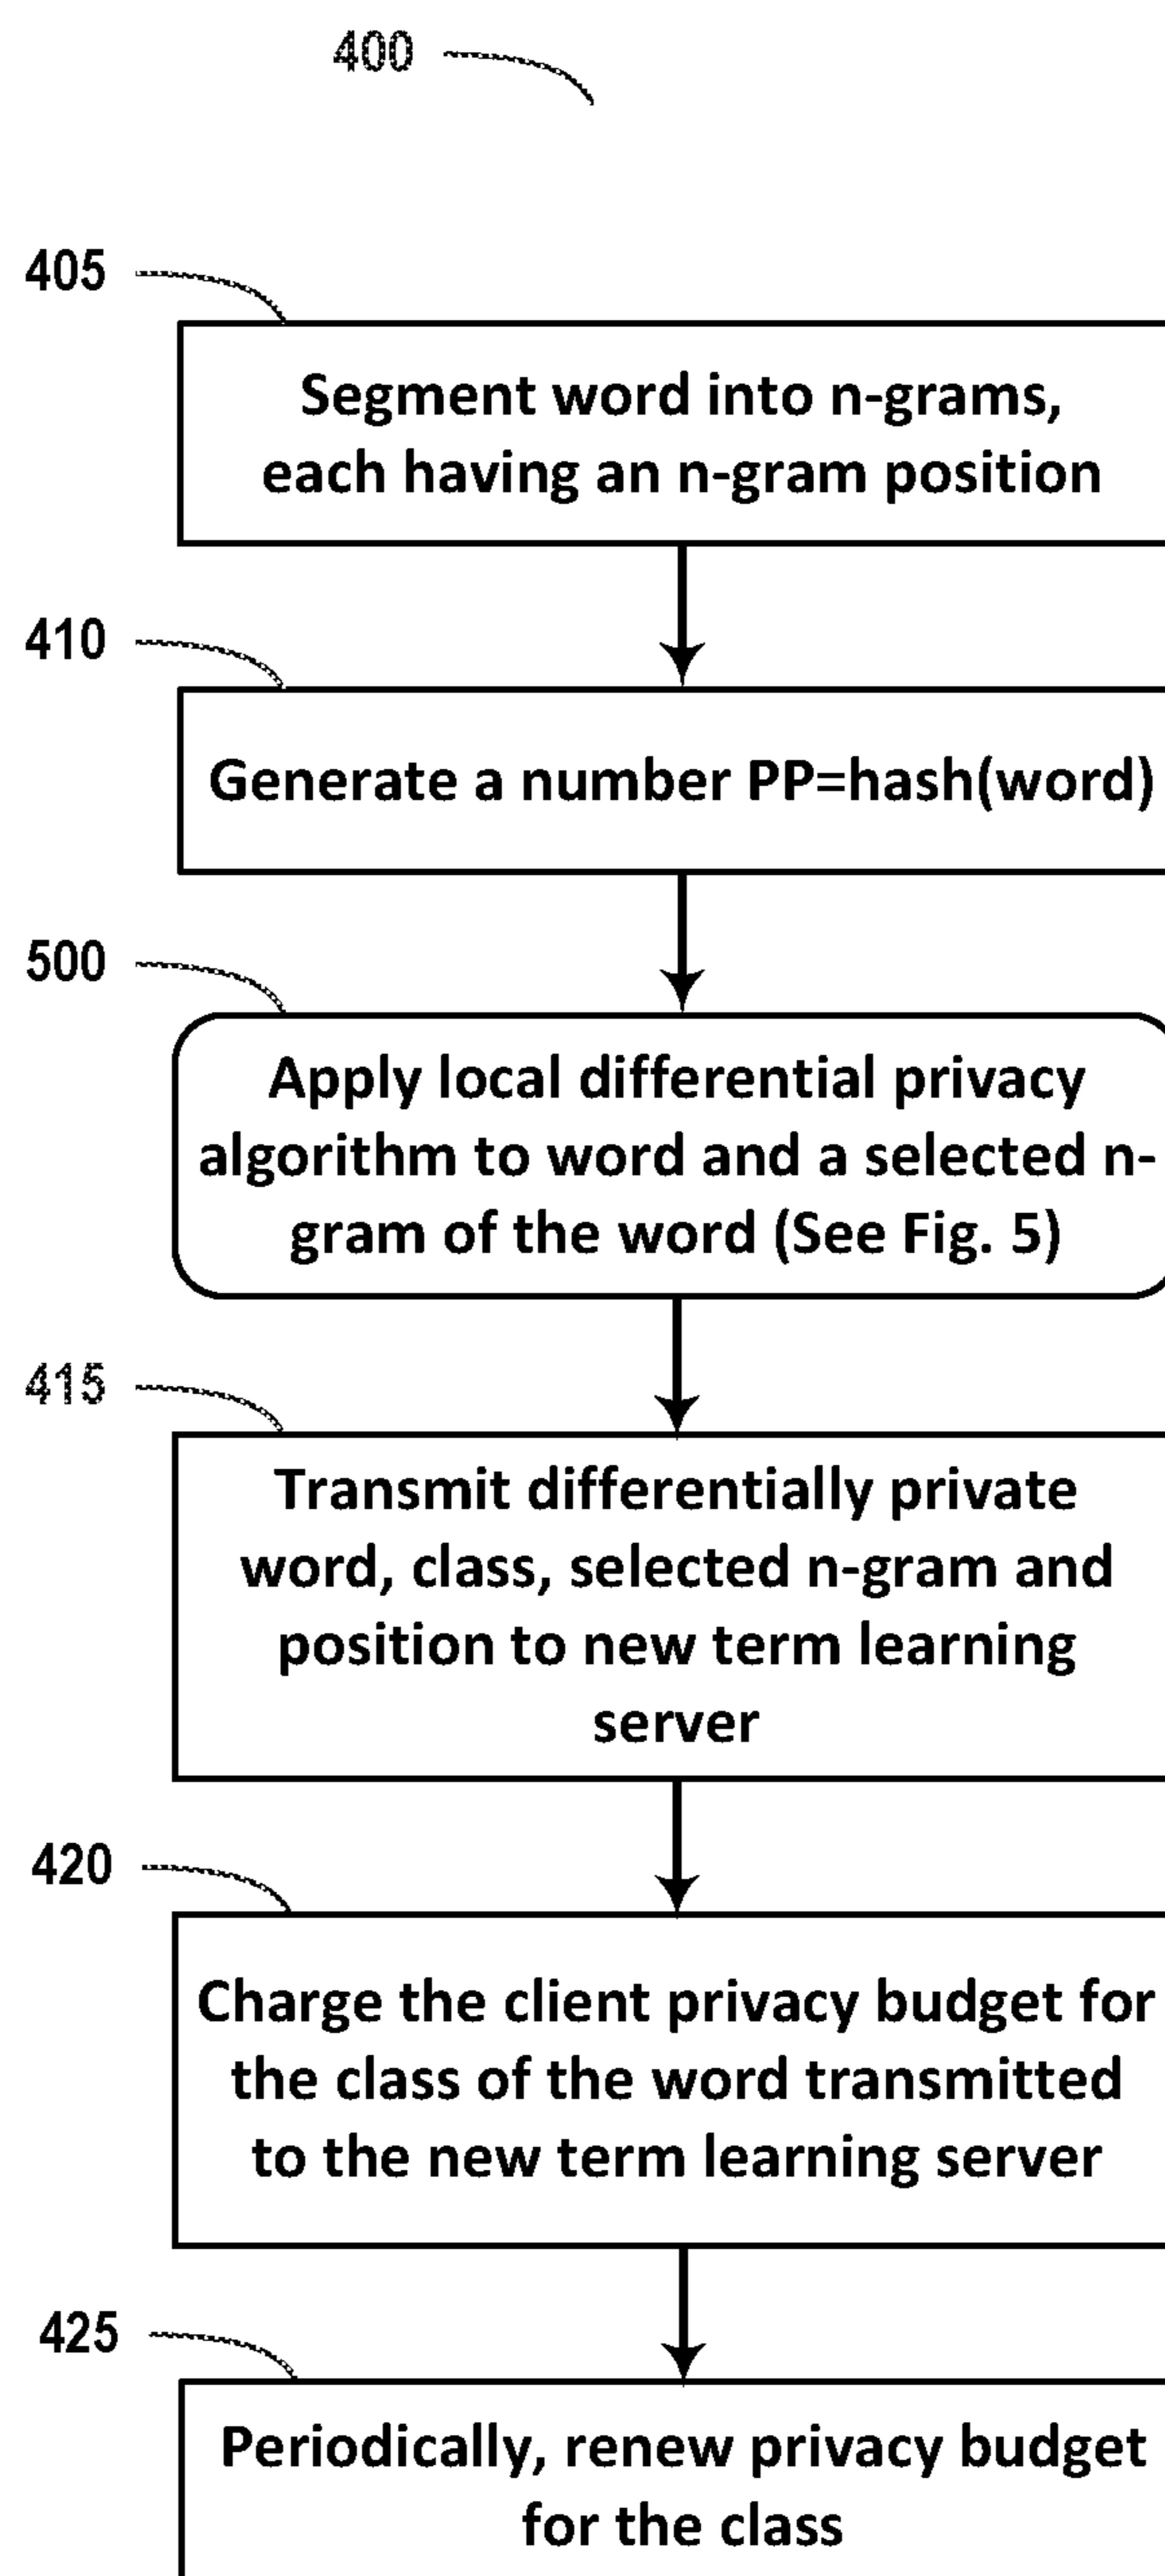 400
405
Segment word into n-grams,
each having an n-gram position
410
Generate a number PP=hash(word)
500
Apply local differential privacy
algorithm to word and a selected n-
gram of the word (See Fig. 5)
415
Transmit differentially private
word, class, selected n-gram and
position to new term learning
server
420
Charge the client privacy budget for
the class of the word transmitted
to the new term learning server
425
Periodically, renew privacy budget
for the class